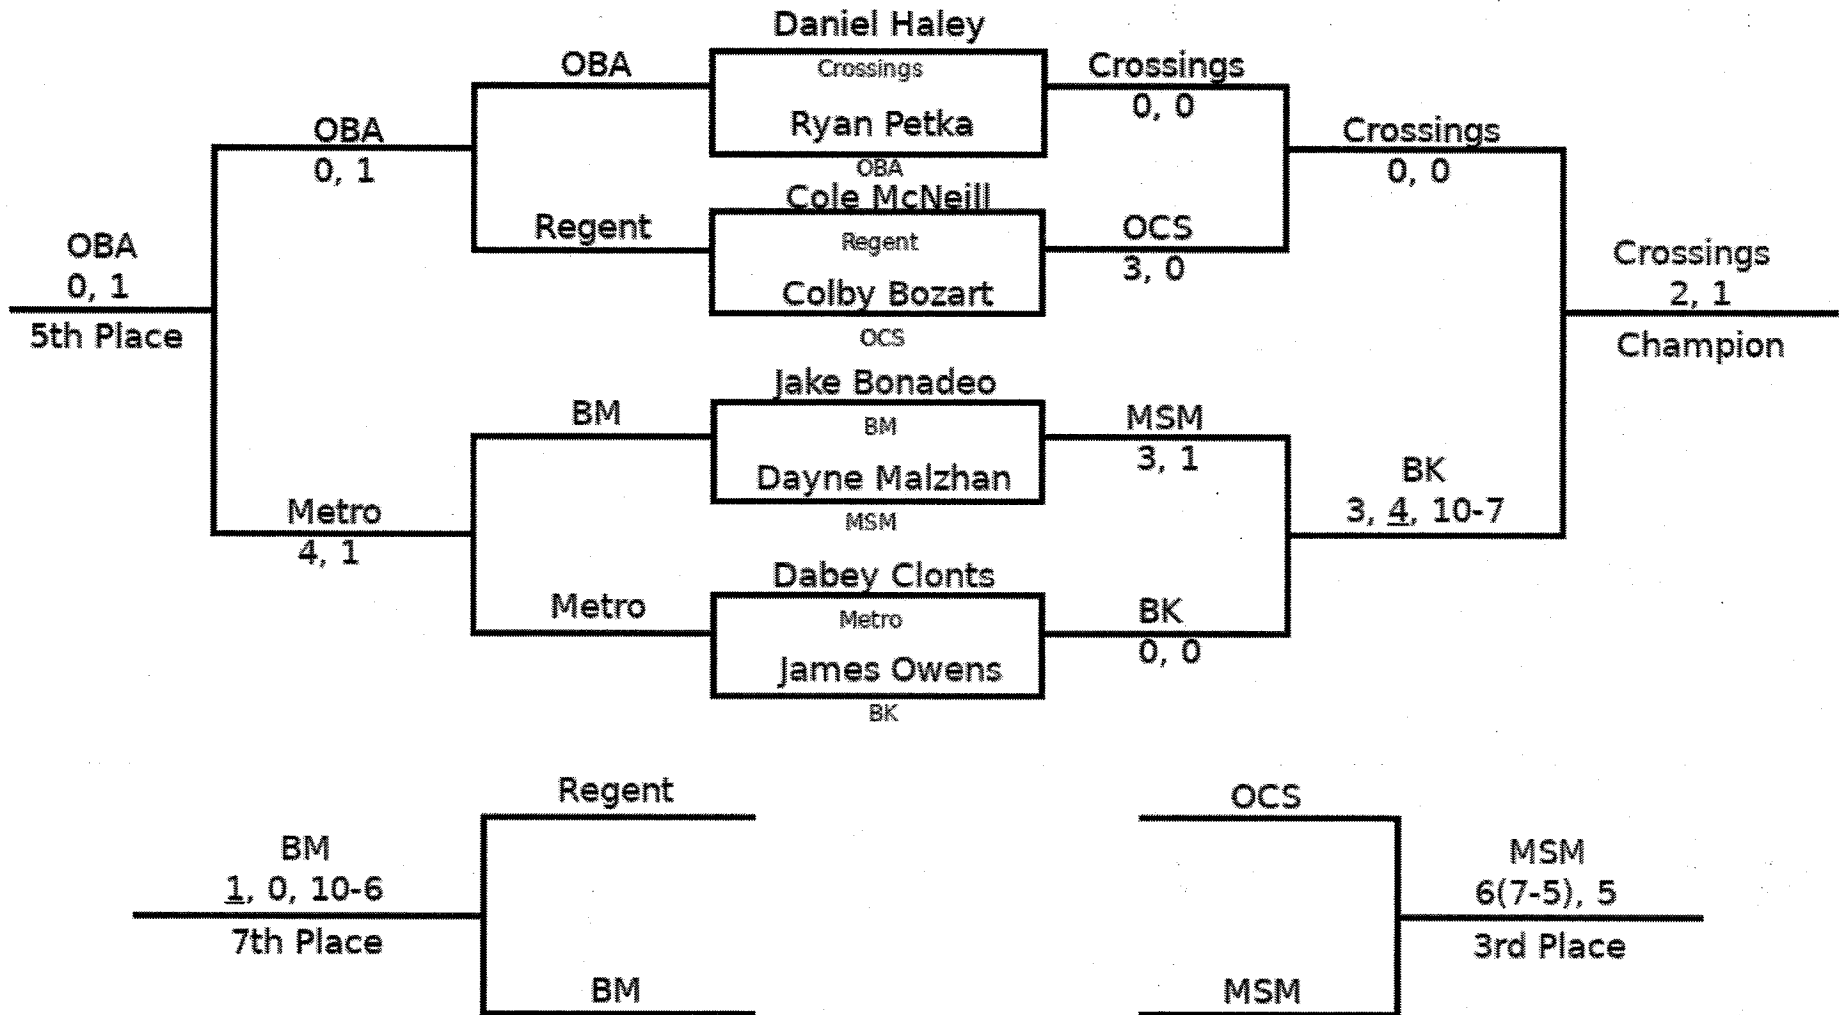 Daniel Haley
OBA
Crossings
Crossings
0, 0
Ryan Petka
OBA
0, 1
Crossings
0, 0
OBA
Cole McNeill
Regent
Regent
OCS
3, 0
Colby Bozart
OCS
OBA
0, 1
5th Place
Crossings
2, 1
Champion
Jake Bonadeo
BM
BM
MSM
3, 1
Dayne Malzhan
MSM
Metro
4, 1
BK
3, 4, 10-7
Dabey Clonts
Metro
Metro
BK
0, 0
James Owens
BK
Regent
BM
1, 0, 10-6
7th Place
BM
OCS
MSM
6(7-5), 5
3rd Place
MSM